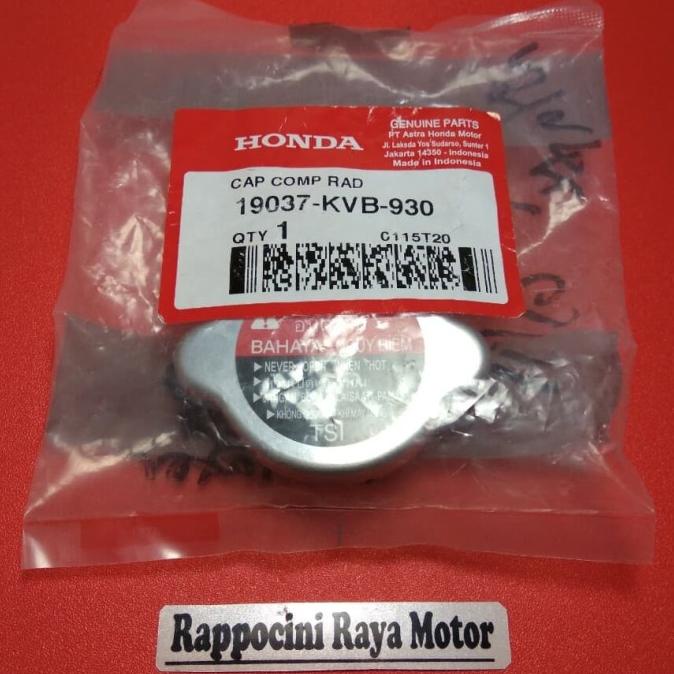 HONDA
GENUINE PARTS
PT Astra Honda Motor
Jl. Laksda Yos Sudarso, Sunter 1
Jakarta 14350 - Indonesia
Made in Indonesia
CAP COMP RAD
19037-KVB-930
QTY 1
C115T20
BAHAYA
▶ NEVER HOT
TSI
Rappocini Raya Motor